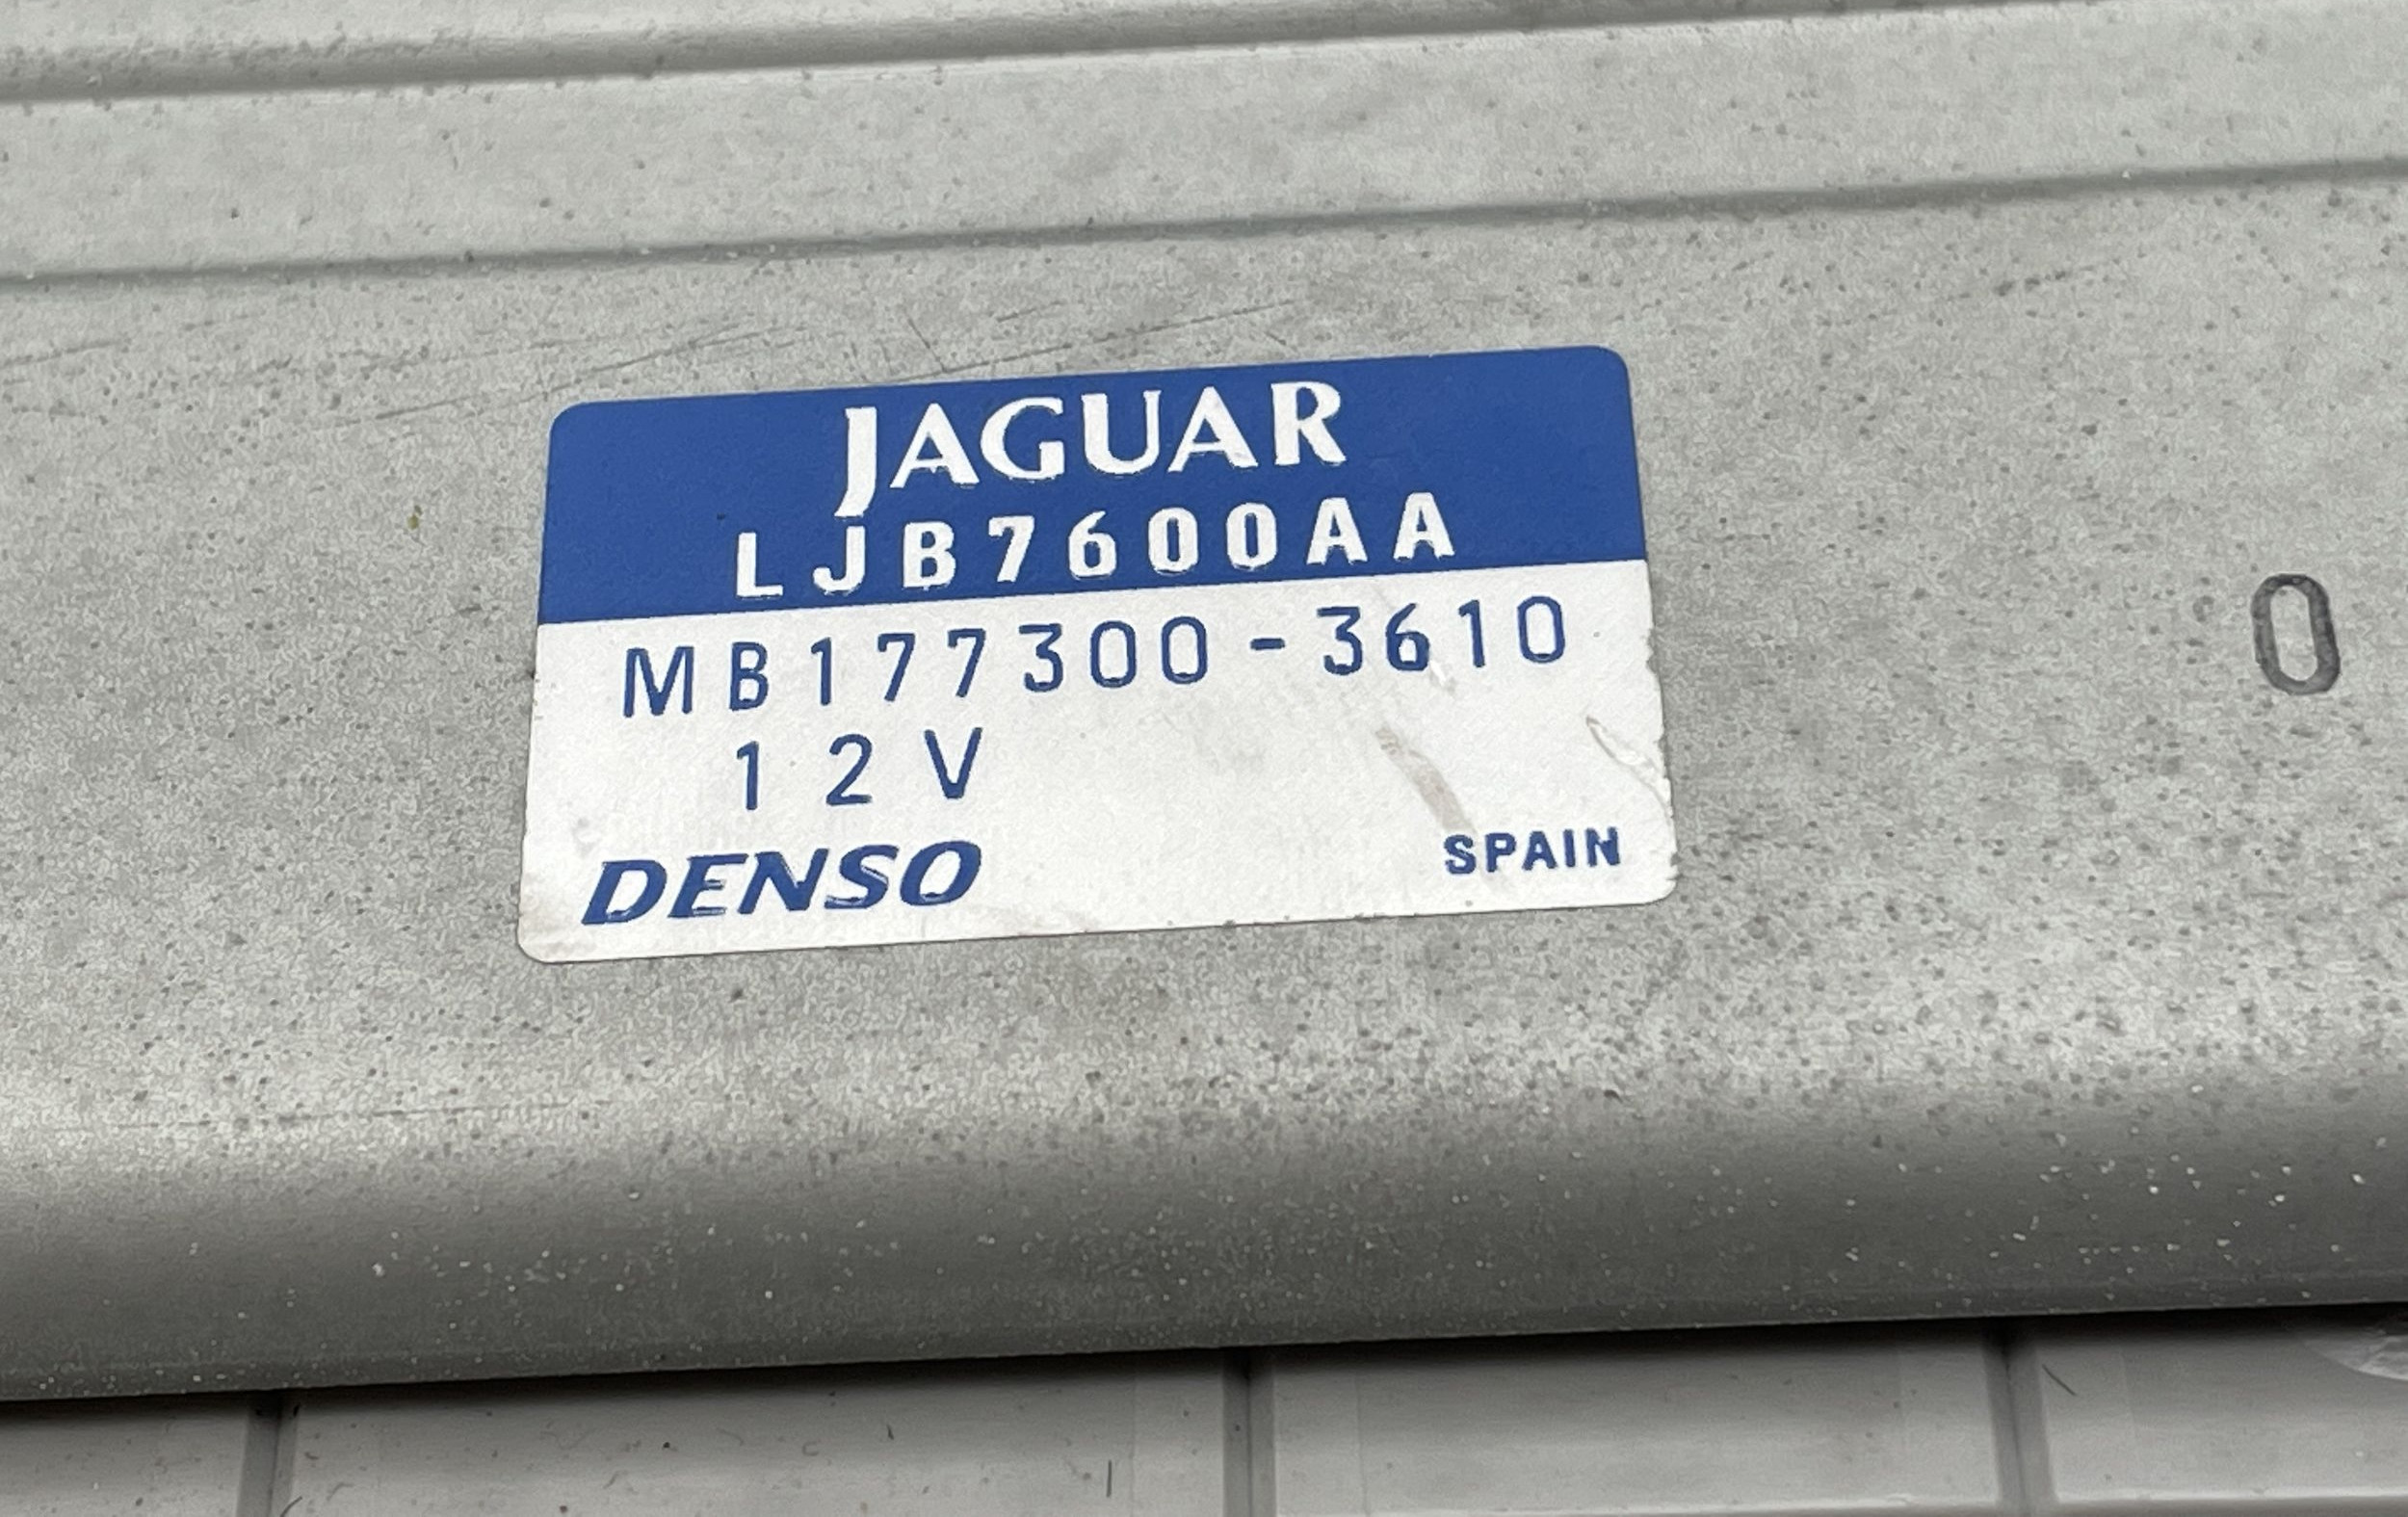 JAGUAR
LJB7600AA
MB177300-3610
12V
DENSO
SPAIN
0